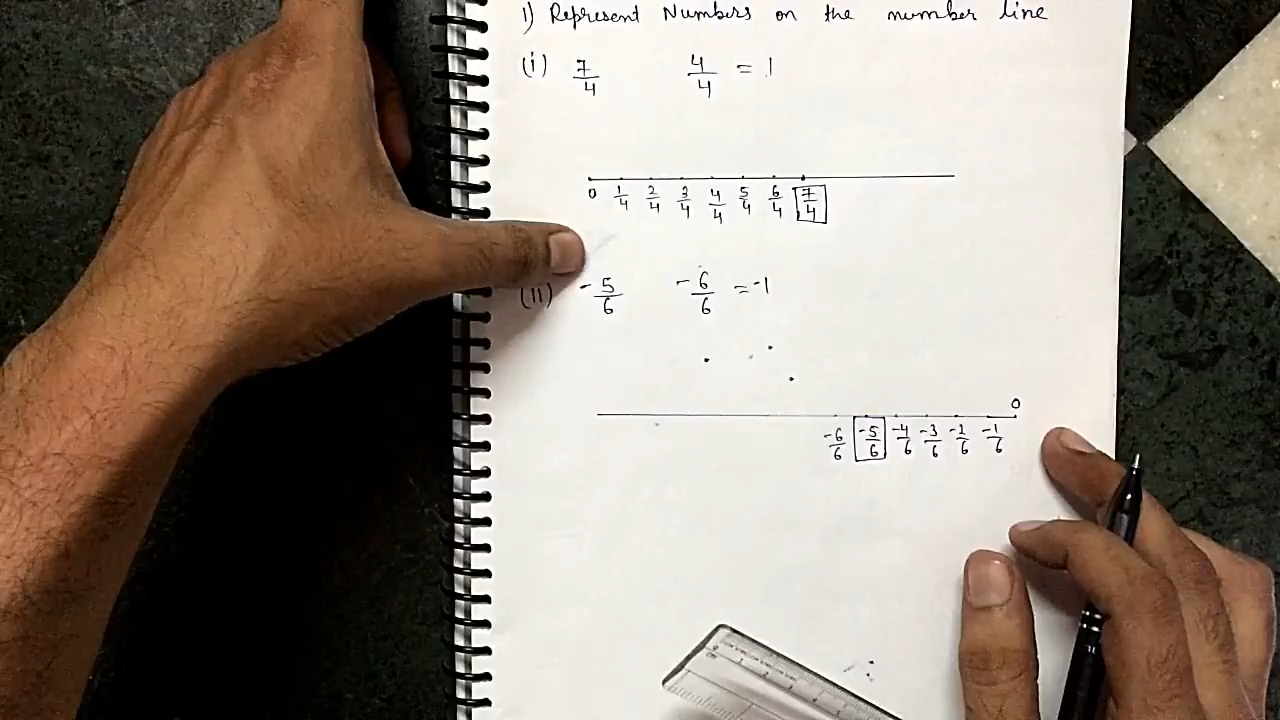 1) Represent Numbers on the number line
(i) 7/4 4/4 = 1
0 1/4 2/4 3/4 4/4 5/4 6/4 7/4
(II) -5/6 -6/6 = -1
0
-6/6 -5/6 -4/6 -3/6 -2/6 -1/6